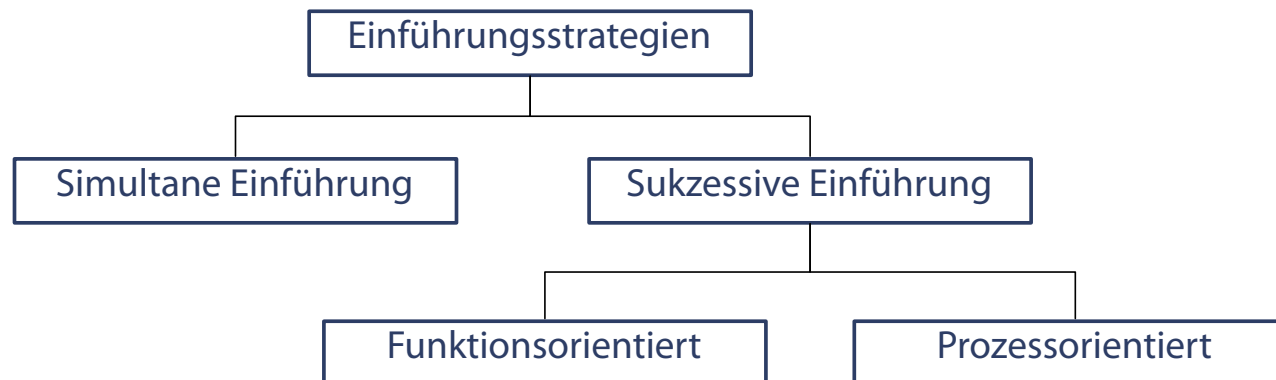 Einführungsstrategien
Simultane Einführung
Sukzessive Einführung
Funktionsorientiert
Prozessorientiert